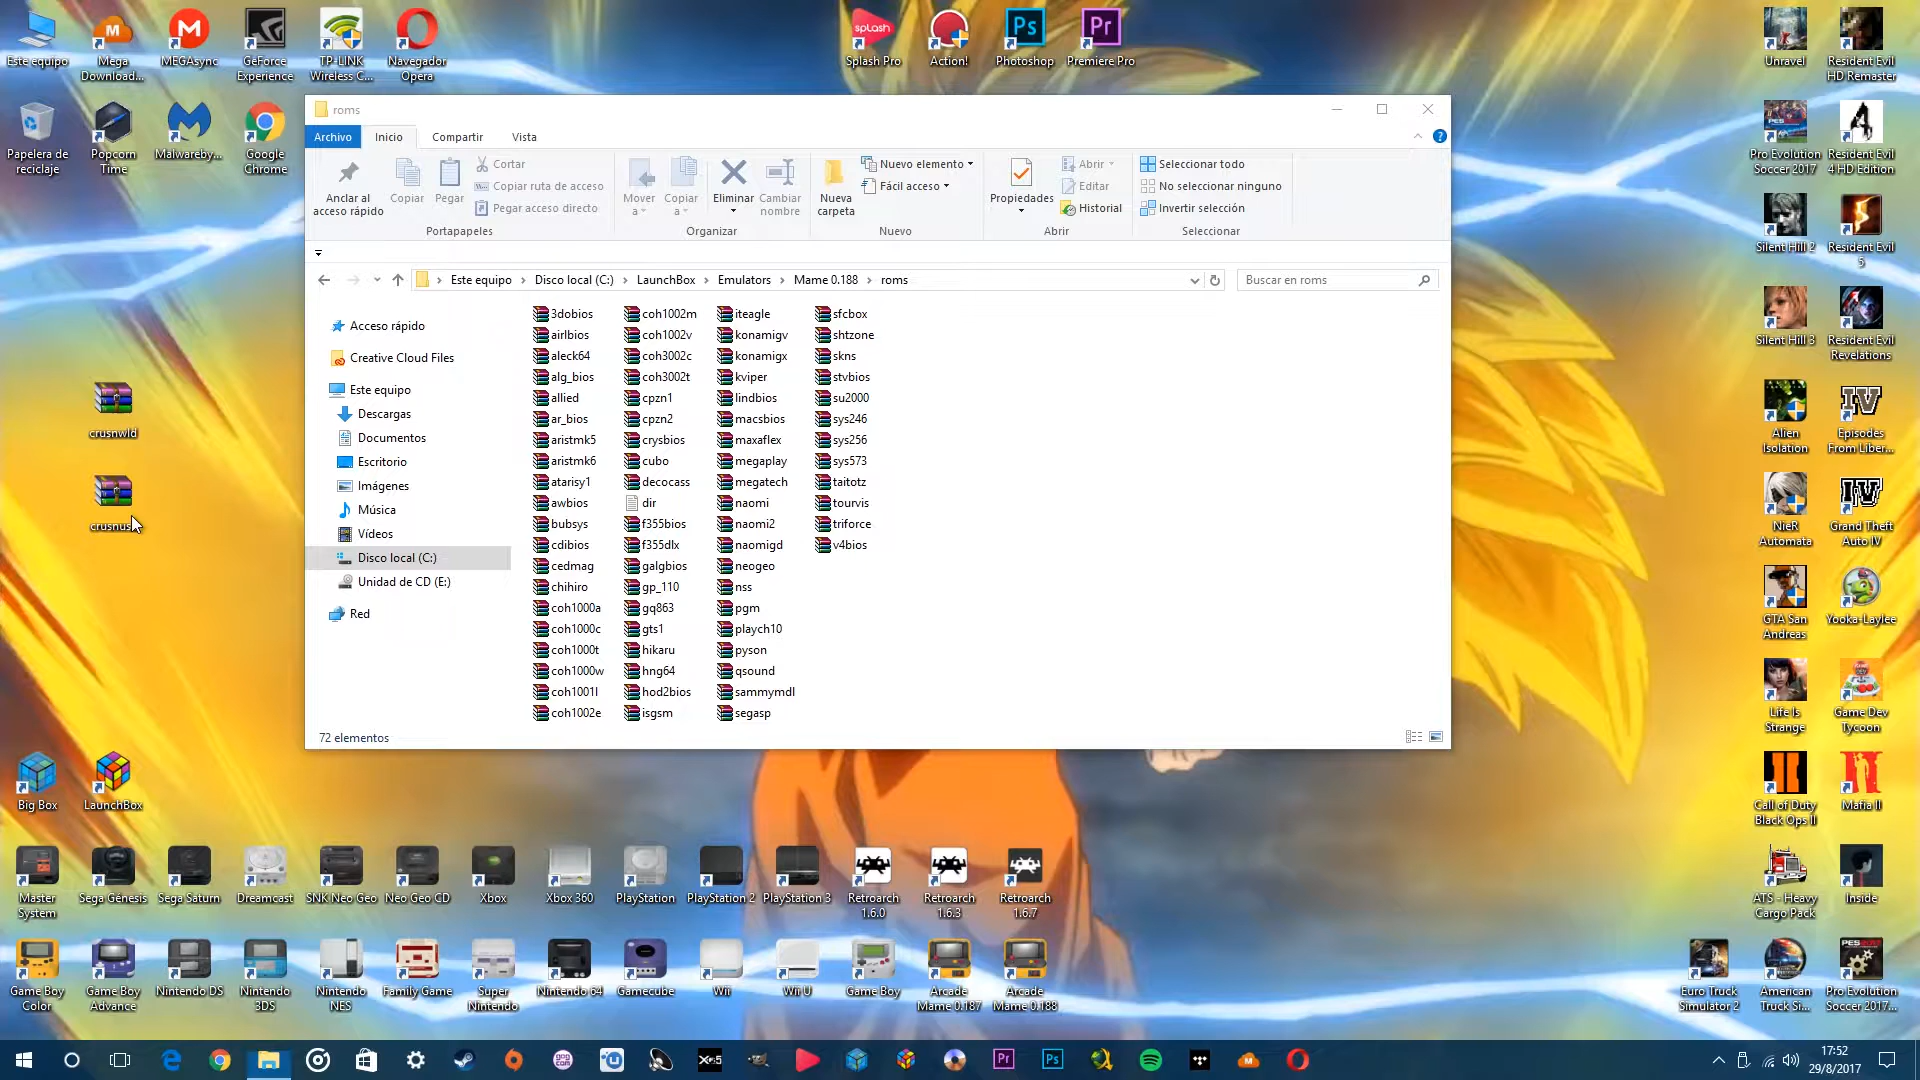 Este equipo
Mega
Download...
MEGAsync
GeForce
Experience
TP-LINK
Wireless C...
Navegador
Opera
splash
Splash Pro
Action!
Ps
Photoshop
Pr
Premiere Pro
Unravel
Resident Evil
HD Remaster
Papelera de
reciclaje
Popcorn
Time
Malwareby...
Google
Chrome
Pro Evolution
Soccer 2017
Resident Evil
4 HD Edition
Silent Hill 2
Resident Evil
5
Silent Hill 3
Resident Evil
Revelations
Alien
Isolation
Episodes
From Liber...
NieR
Automata
Grand Theft
Auto IV
GTA San
Andreas
Yooka-Laylee
Life Is
Strange
Game Dev
Tycoon
Call of Duty
Black Ops II
Mafia II
ATS - Heavy
Cargo Pack
Inside
Euro Truck
Simulator 2
American
Truck Si...
Pro Evolution
Soccer 2017...
crusnwld
Big Box
LaunchBox
roms
Archivo
Inicio
Compartir
Vista
Anclar al
acceso rápido
Copiar
Pegar
Cortar
Copiar ruta de acceso
Pegar acceso directo
Portapapeles
Mover
a
Copiar
a
Eliminar
Cambiar
nombre
Organizar
Nueva
carpeta
Nuevo elemento
Fácil acceso
Nuevo
Propiedades
Abrir
Editar
Historial
Abrir
Seleccionar todo
No seleccionar ninguno
Invertir selección
Seleccionar
Este equipo > Disco local (C:) > LaunchBox > Emulators > Mame 0.188 > roms
Buscar en roms
Acceso rápido
Creative Cloud Files
Este equipo
Descargas
Documentos
Escritorio
Imágenes
Música
Vídeos
Disco local (C:)
Unidad de CD (E:)
Red
3dobios
airlbios
aleck64
alg_bios
allied
ar_bios
aristmk5
aristmk6
atarisy1
awbios
bubsys
cdibios
cedmag
chihiro
coh1000a
coh1000c
coh1000t
coh1000w
coh1001l
coh1002e
coh1002m
coh1002v
coh3002c
coh3002t
cpzn1
cpzn2
crysbios
cubo
decocass
dir
f355bios
f355dlx
galgbios
gp_110
gq863
gts1
hikaru
hng64
hod2bios
isgsm
iteagle
konamigv
konamigx
kviper
lindbios
macsbios
maxaflex
megaplay
megatech
naomi
naomi2
naomigd
neogeo
nss
pgm
playch10
pyson
qsound
sammymdl
segasp
sfcbox
shtzone
skns
stvbios
su2000
sys246
sys256
sys573
taitotz
tourvis
triforce
v4bios
72 elementos
Master
System
Sega Génesis
Sega Saturn
Dreamcast
SNK Neo Geo
Neo Geo CD
Xbox
Xbox 360
PlayStation
PlayStation 2
PlayStation 3
Retroarch
1.6.0
Retroarch
1.6.3
Retroarch
1.6.7
Game Boy
Color
Game Boy
Advance
Nintendo DS
Nintendo
3DS
Nintendo
NES
Family Game
Super
Nintendo
Nintendo 64
Gamecube
Wii
Wii U
Game Boy
Arcade
Mame 0.187
Arcade
Mame 0.188
Pr
Ps
17:52
29/8/2017